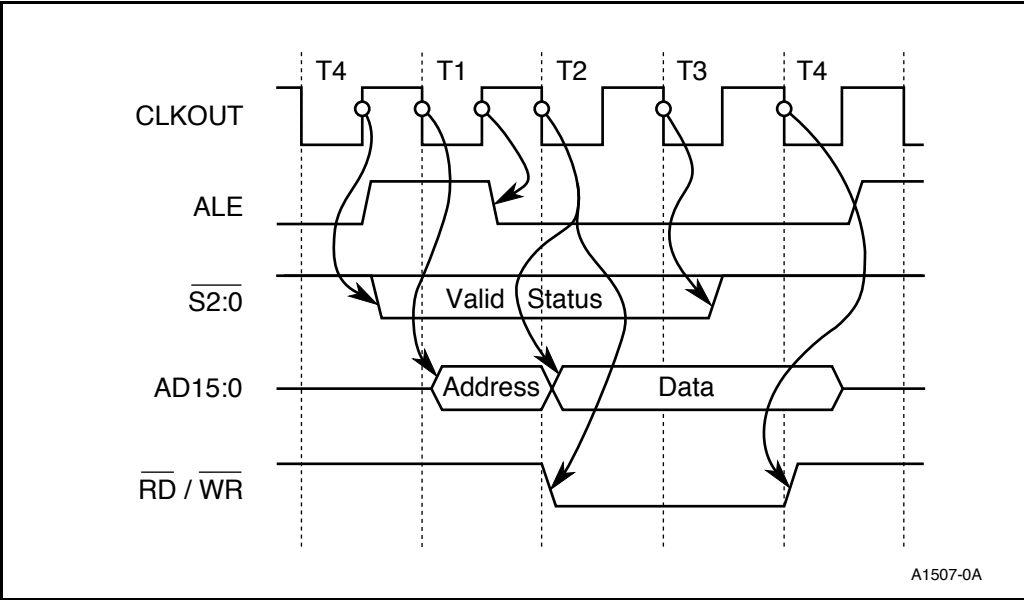 T4 T1 T2 T3 T4
CLKOUT
ALE
S2:0
Valid Status
AD15:0
Address
Data
RD / WR
A1507-0A